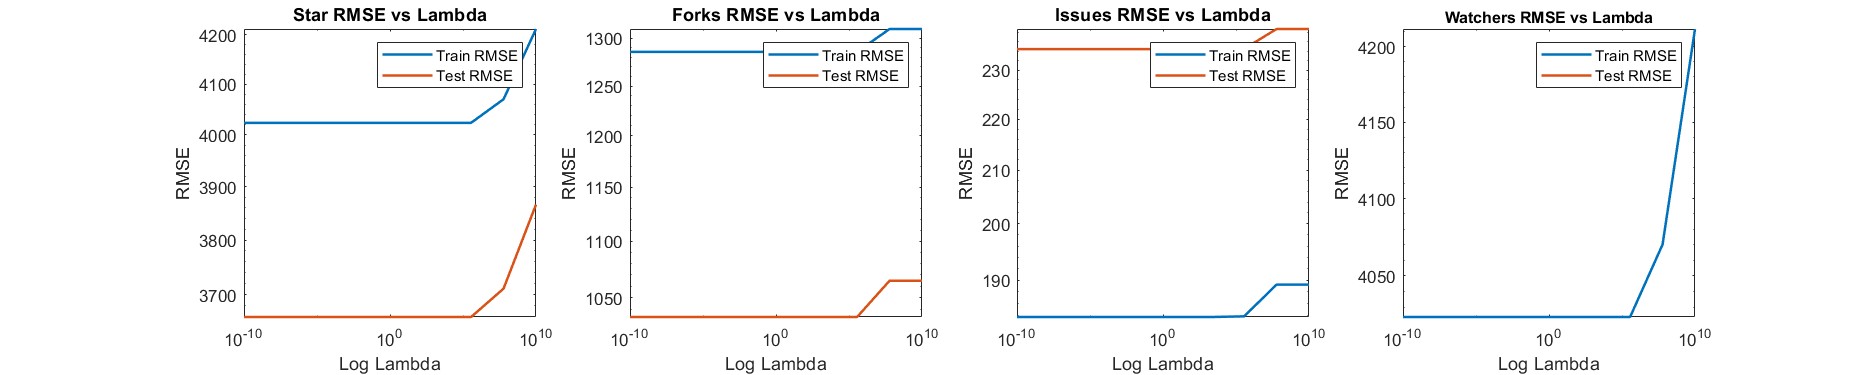 Star RMSE vs Lambda
4200
4100
4000
3900
3800
3700
RMSE
Train RMSE
Test RMSE
10^-10
10^0
10^10
Log Lambda
Forks RMSE vs Lambda
1300
1250
1200
1150
1100
1050
RMSE
Train RMSE
Test RMSE
10^-10
10^0
10^10
Log Lambda
Issues RMSE vs Lambda
230
220
210
200
190
RMSE
Train RMSE
Test RMSE
10^-10
10^0
10^10
Log Lambda
Watchers RMSE vs Lambda
4200
4150
4100
4050
RMSE
Train RMSE
Test RMSE
10^-10
10^0
10^10
Log Lambda